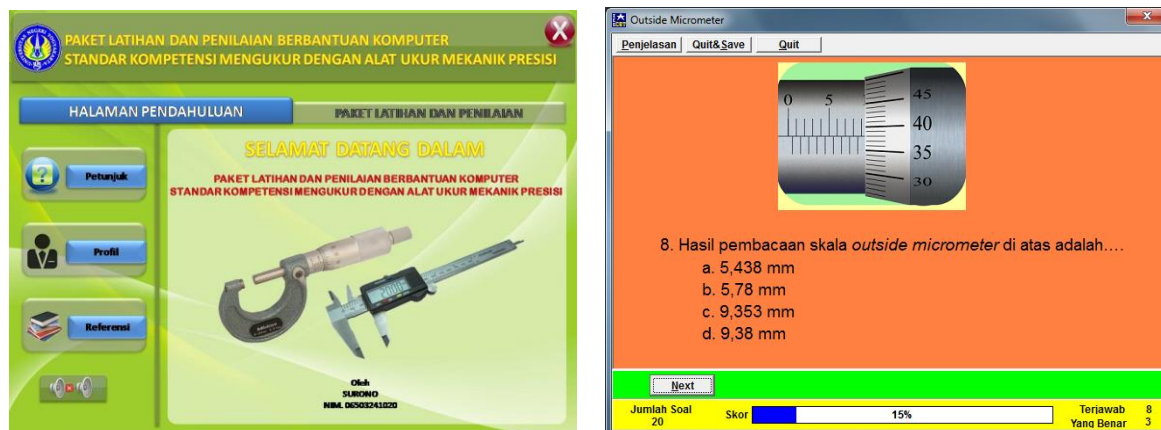 PAKET LATIHAN DAN PENILAIAN BERBANTUAN KOMPUTER
STANDAR KOMPETENSI MENGUKUR DENGAN ALAT UKUR MEKANIK PRESISI
HALAMAN PENDAHULUAN
PAKET LATIHAN DAN PENILAIAN
Petunjuk
Profil
Referensi
SELAMAT DATANG DALAM
PAKET LATIHAN DAN PENILAIAN BERBANTUAN KOMPUTER
STANDAR KOMPETENSI MENGUKUR DENGAN ALAT UKUR MEKANIK PRESISI
Oleh
SURONO
NIM. 06503241020
Outside Micrometer
Penjelasan Quit&Save Quit
0 5
45
40
35
30
8. Hasil pembacaan skala outside micrometer di atas adalah….
a. 5,438 mm
b. 5,78 mm
c. 9,353 mm
d. 9,38 mm
Next
Jumlah Soal
20
Skor
15%
Terjawab 8
Yang Benar 3